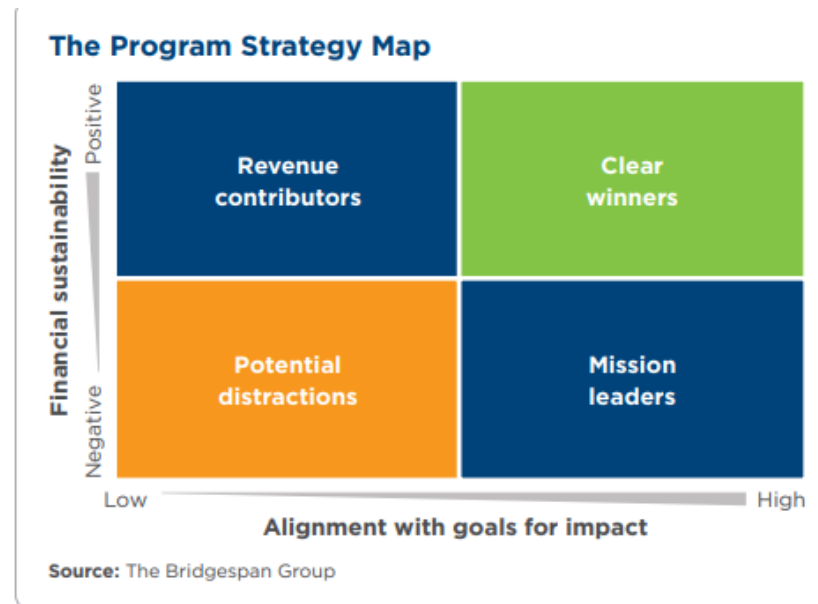 The Program Strategy Map
Financial sustainability
Positive
Negative
Revenue
contributors
Clear
winners
Potential
distractions
Mission
leaders
Low
High
Alignment with goals for impact
Source: The Bridgespan Group